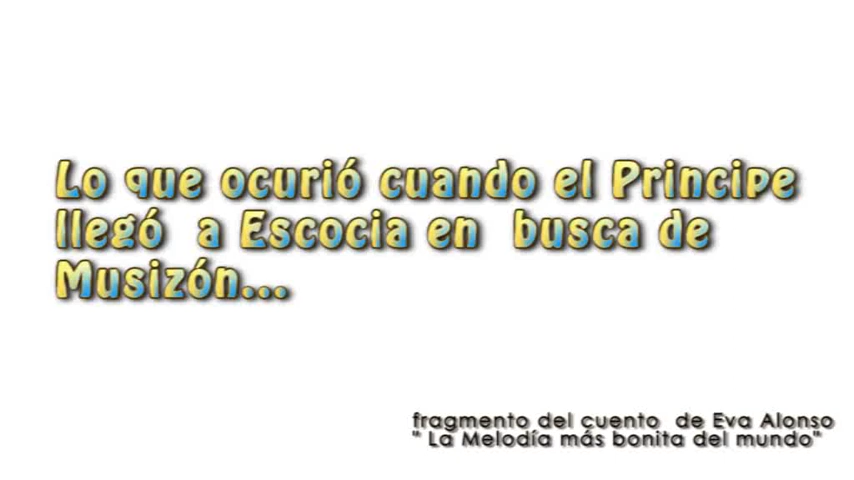 Lo que ocurió cuando el Principe
llegó a Escocia en busca de
Musizón...
fragmento del cuento de Eva Alonso
" La Melodía más bonita del mundo"